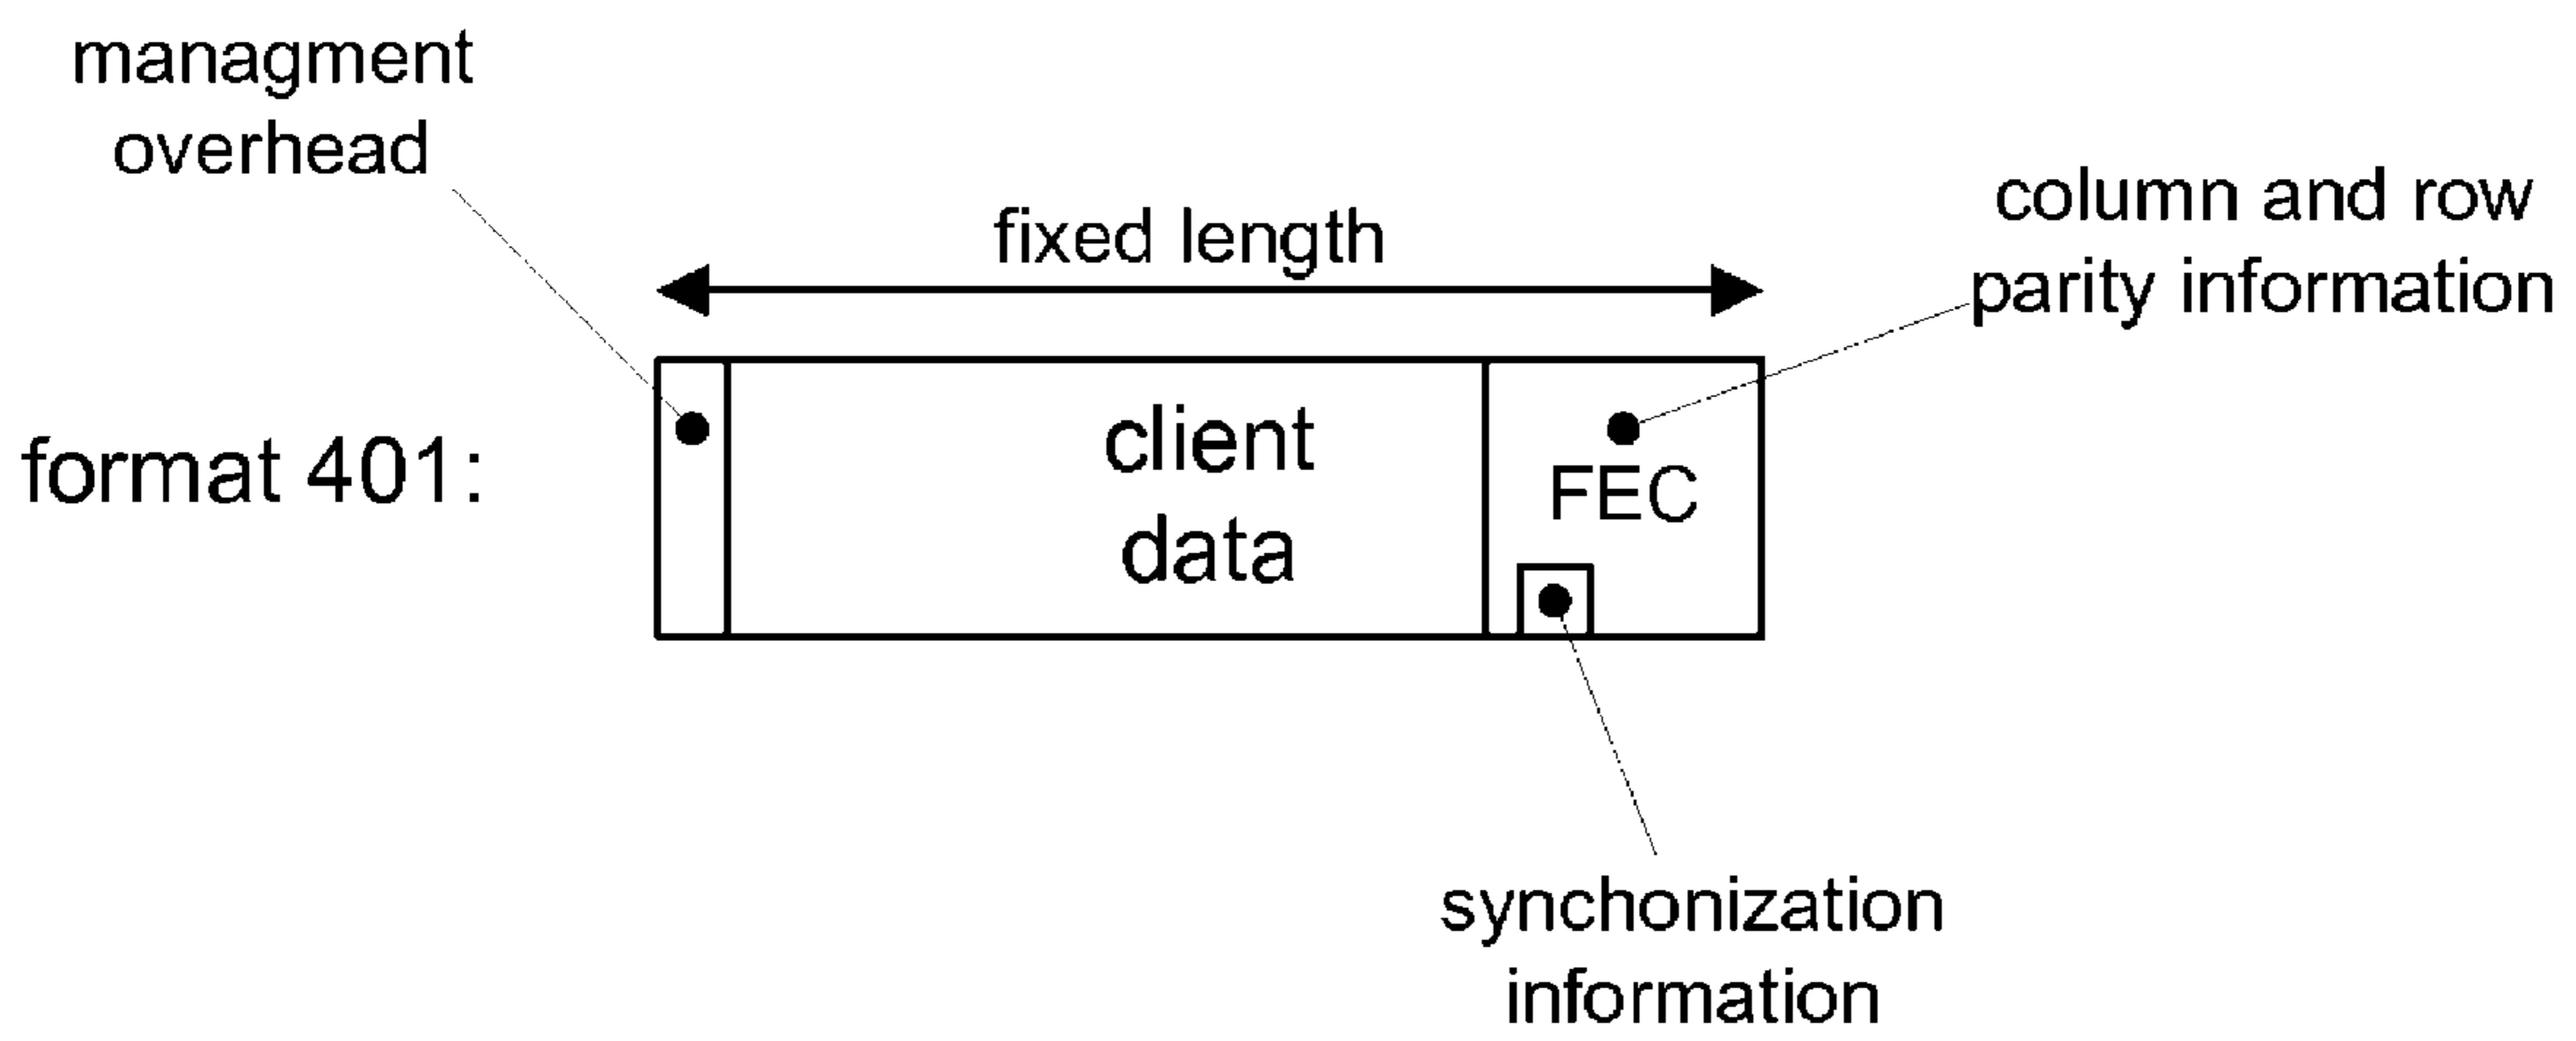 managment
overhead
fixed length
column and row
parity information
format 401:
client
data
FEC
synchonization
information